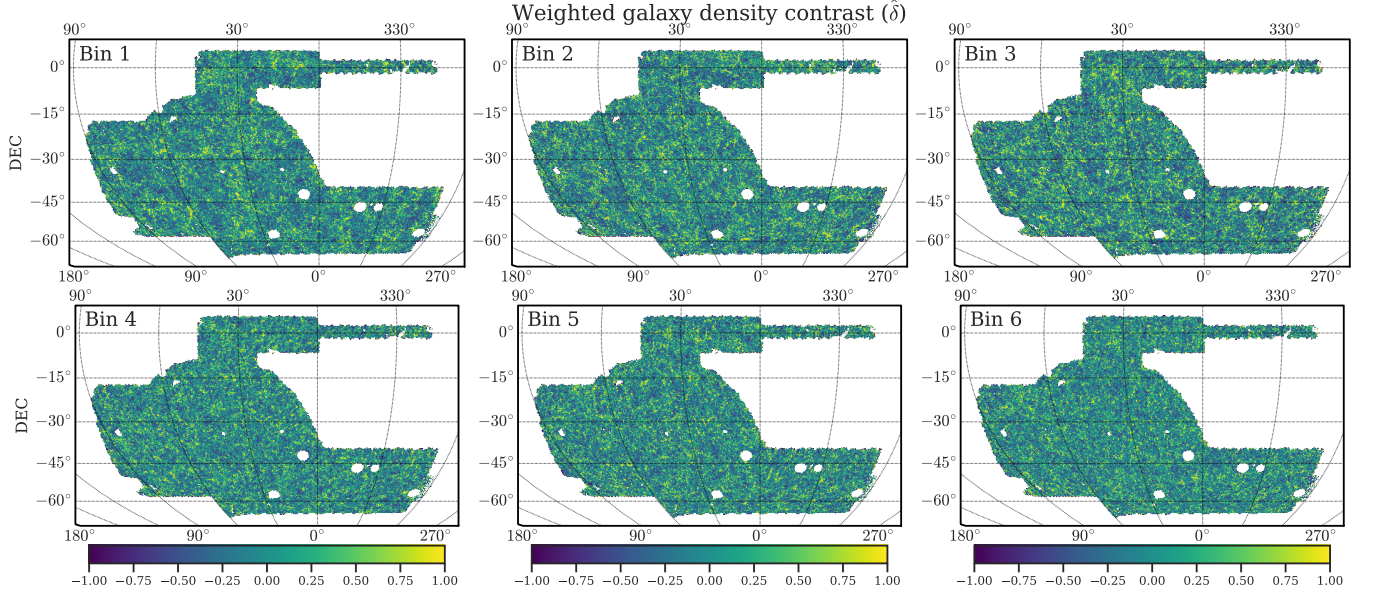 Weighted galaxy density contrast (δ̂)
90° 30° 330° 90° 30° 330° 90° 30° 330°
Bin 1 Bin 2 Bin 3
0° 0° 0°
−15° −15° −15°
DEC
−30° −30° −30°
−45° −45° −45°
−60° −60° −60°
180° 90° 0° 270° 180° 90° 0° 270° 180° 90° 0° 270°
90° 30° 330° 90° 30° 330° 90° 30° 330°
Bin 4 Bin 5 Bin 6
0° 0° 0°
−15° −15° −15°
DEC
−30° −30° −30°
−45° −45° −45°
−60° −60° −60°
180° 90° 0° 270° 180° 90° 0° 270° 180° 90° 0° 270°
−1.00 −0.75 −0.50 −0.25 0.00 0.25 0.50 0.75 1.00 −1.00 −0.75 −0.50 −0.25 0.00 0.25 0.50 0.75 1.00 −1.00 −0.75 −0.50 −0.25 0.00 0.25 0.50 0.75 1.00